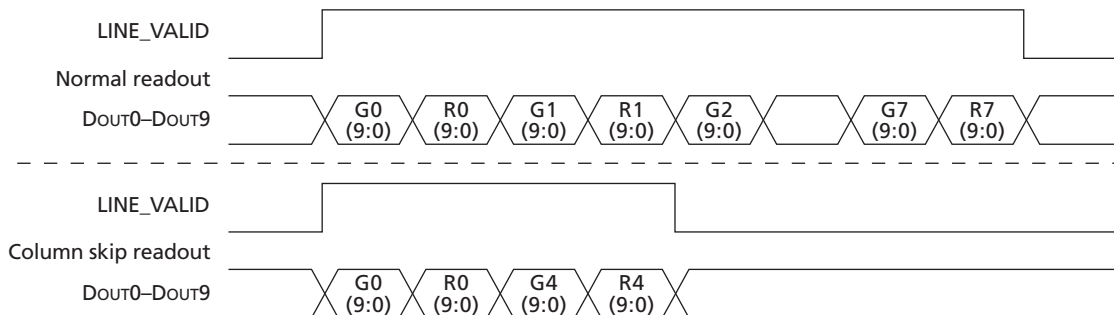 LINE_VALID
Normal readout
DOUT0–DOUT9
G0 (9:0)
R0 (9:0)
G1 (9:0)
R1 (9:0)
G2 (9:0)
G7 (9:0)
R7 (9:0)
LINE_VALID
Column skip readout
DOUT0–DOUT9
G0 (9:0)
R0 (9:0)
G4 (9:0)
R4 (9:0)